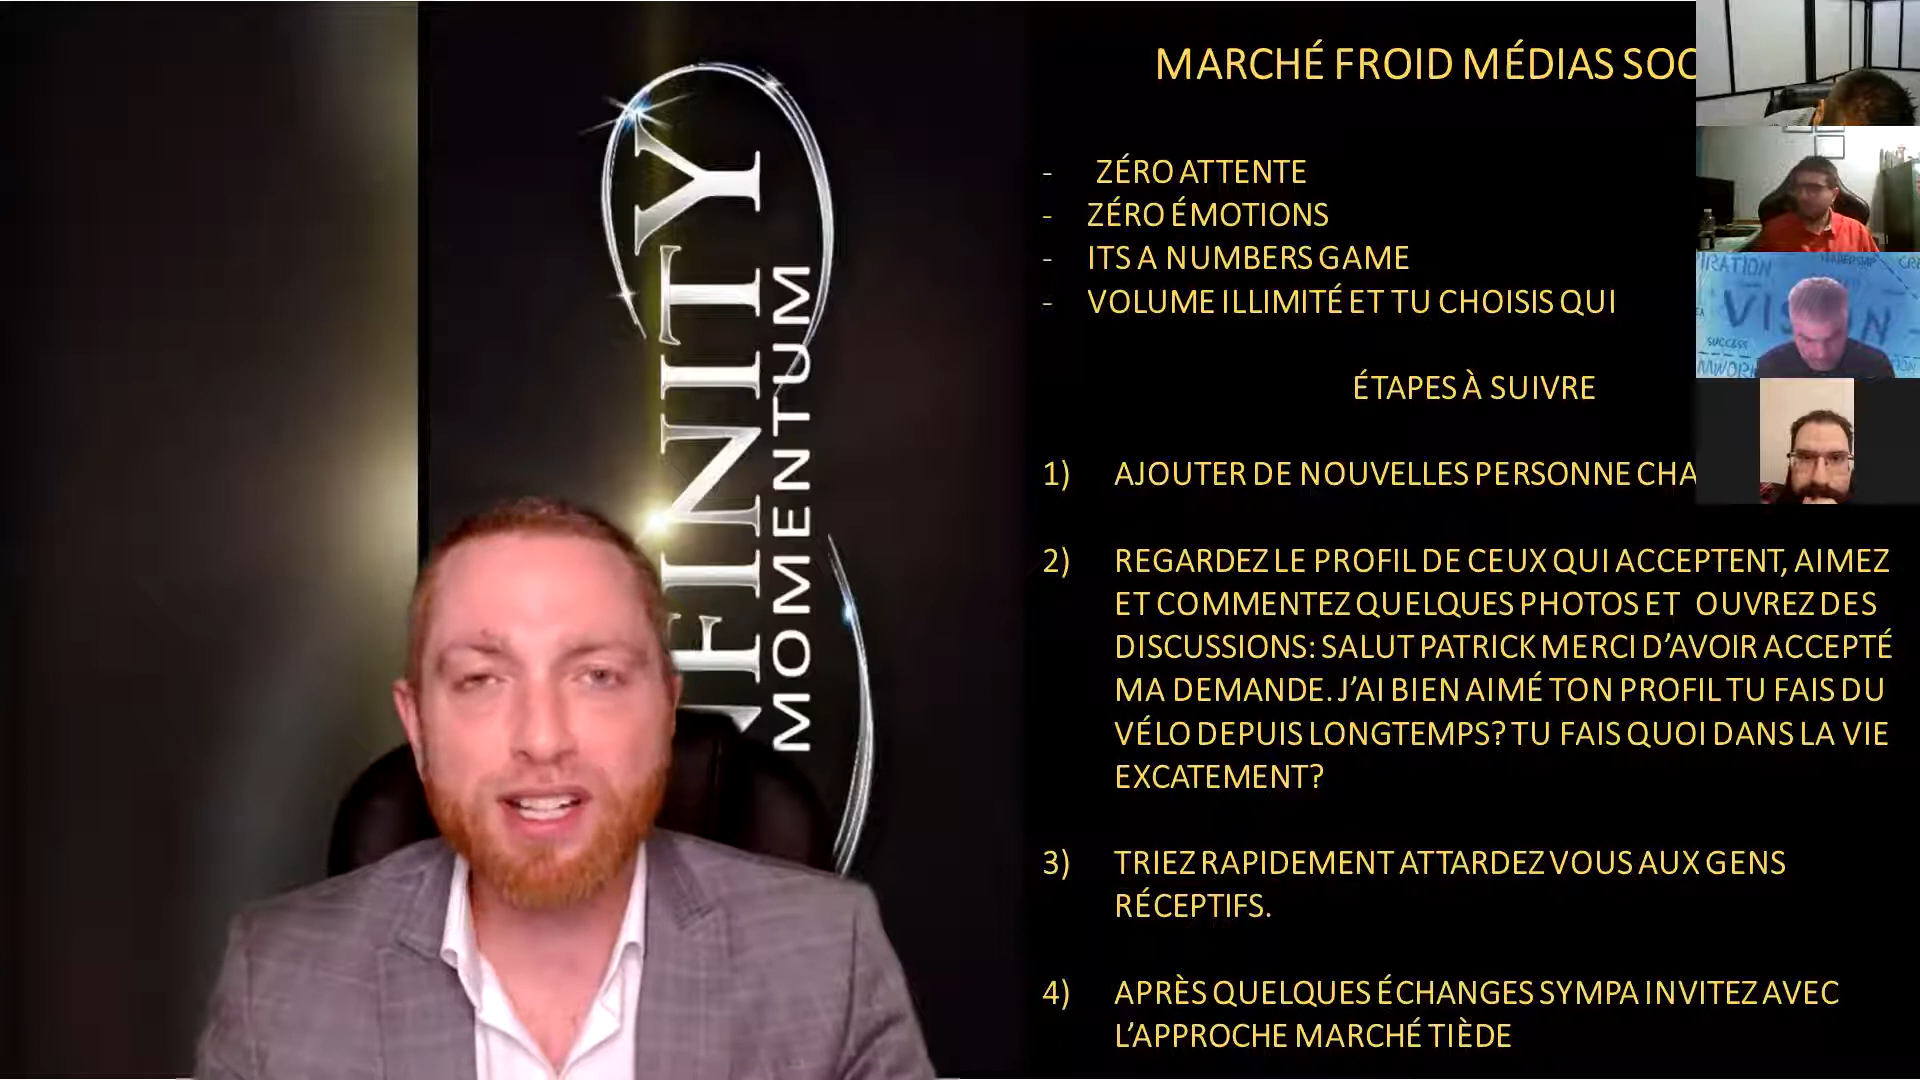 MARCHÉ FROID MÉDIAS SOC
- ZÉRO ATTENTE
- ZÉRO ÉMOTIONS
- ITS A NUMBERS GAME
- VOLUME ILLIMITÉ ET TU CHOISIS QUI
ÉTAPES À SUIVRE
1) AJOUTER DE NOUVELLES PERSONNE CHA
2) REGARDEZ LE PROFIL DE CEUX QUI ACCEPTENT, AIMEZ
ET COMMENTEZ QUELQUES PHOTOS ET OUVREZ DES
DISCUSSIONS: SALUT PATRICK MERCI D’AVOIR ACCEPTÉ
MA DEMANDE. J’AI BIEN AIMÉ TON PROFIL TU FAIS DU
VÉLO DEPUIS LONGTEMPS? TU FAIS QUOI DANS LA VIE
EXCATEMENT?
3) TRIEZ RAPIDEMENT ATTARDEZ VOUS AUX GENS
RÉCEPTIFS.
4) APRÈS QUELQUES ÉCHANGES SYMPA INVITEZ AVEC
L’APPROCHE MARCHÉ TIÈDE
NFINITY
MOMENTUM
IRATION
VISION
SUCCESS